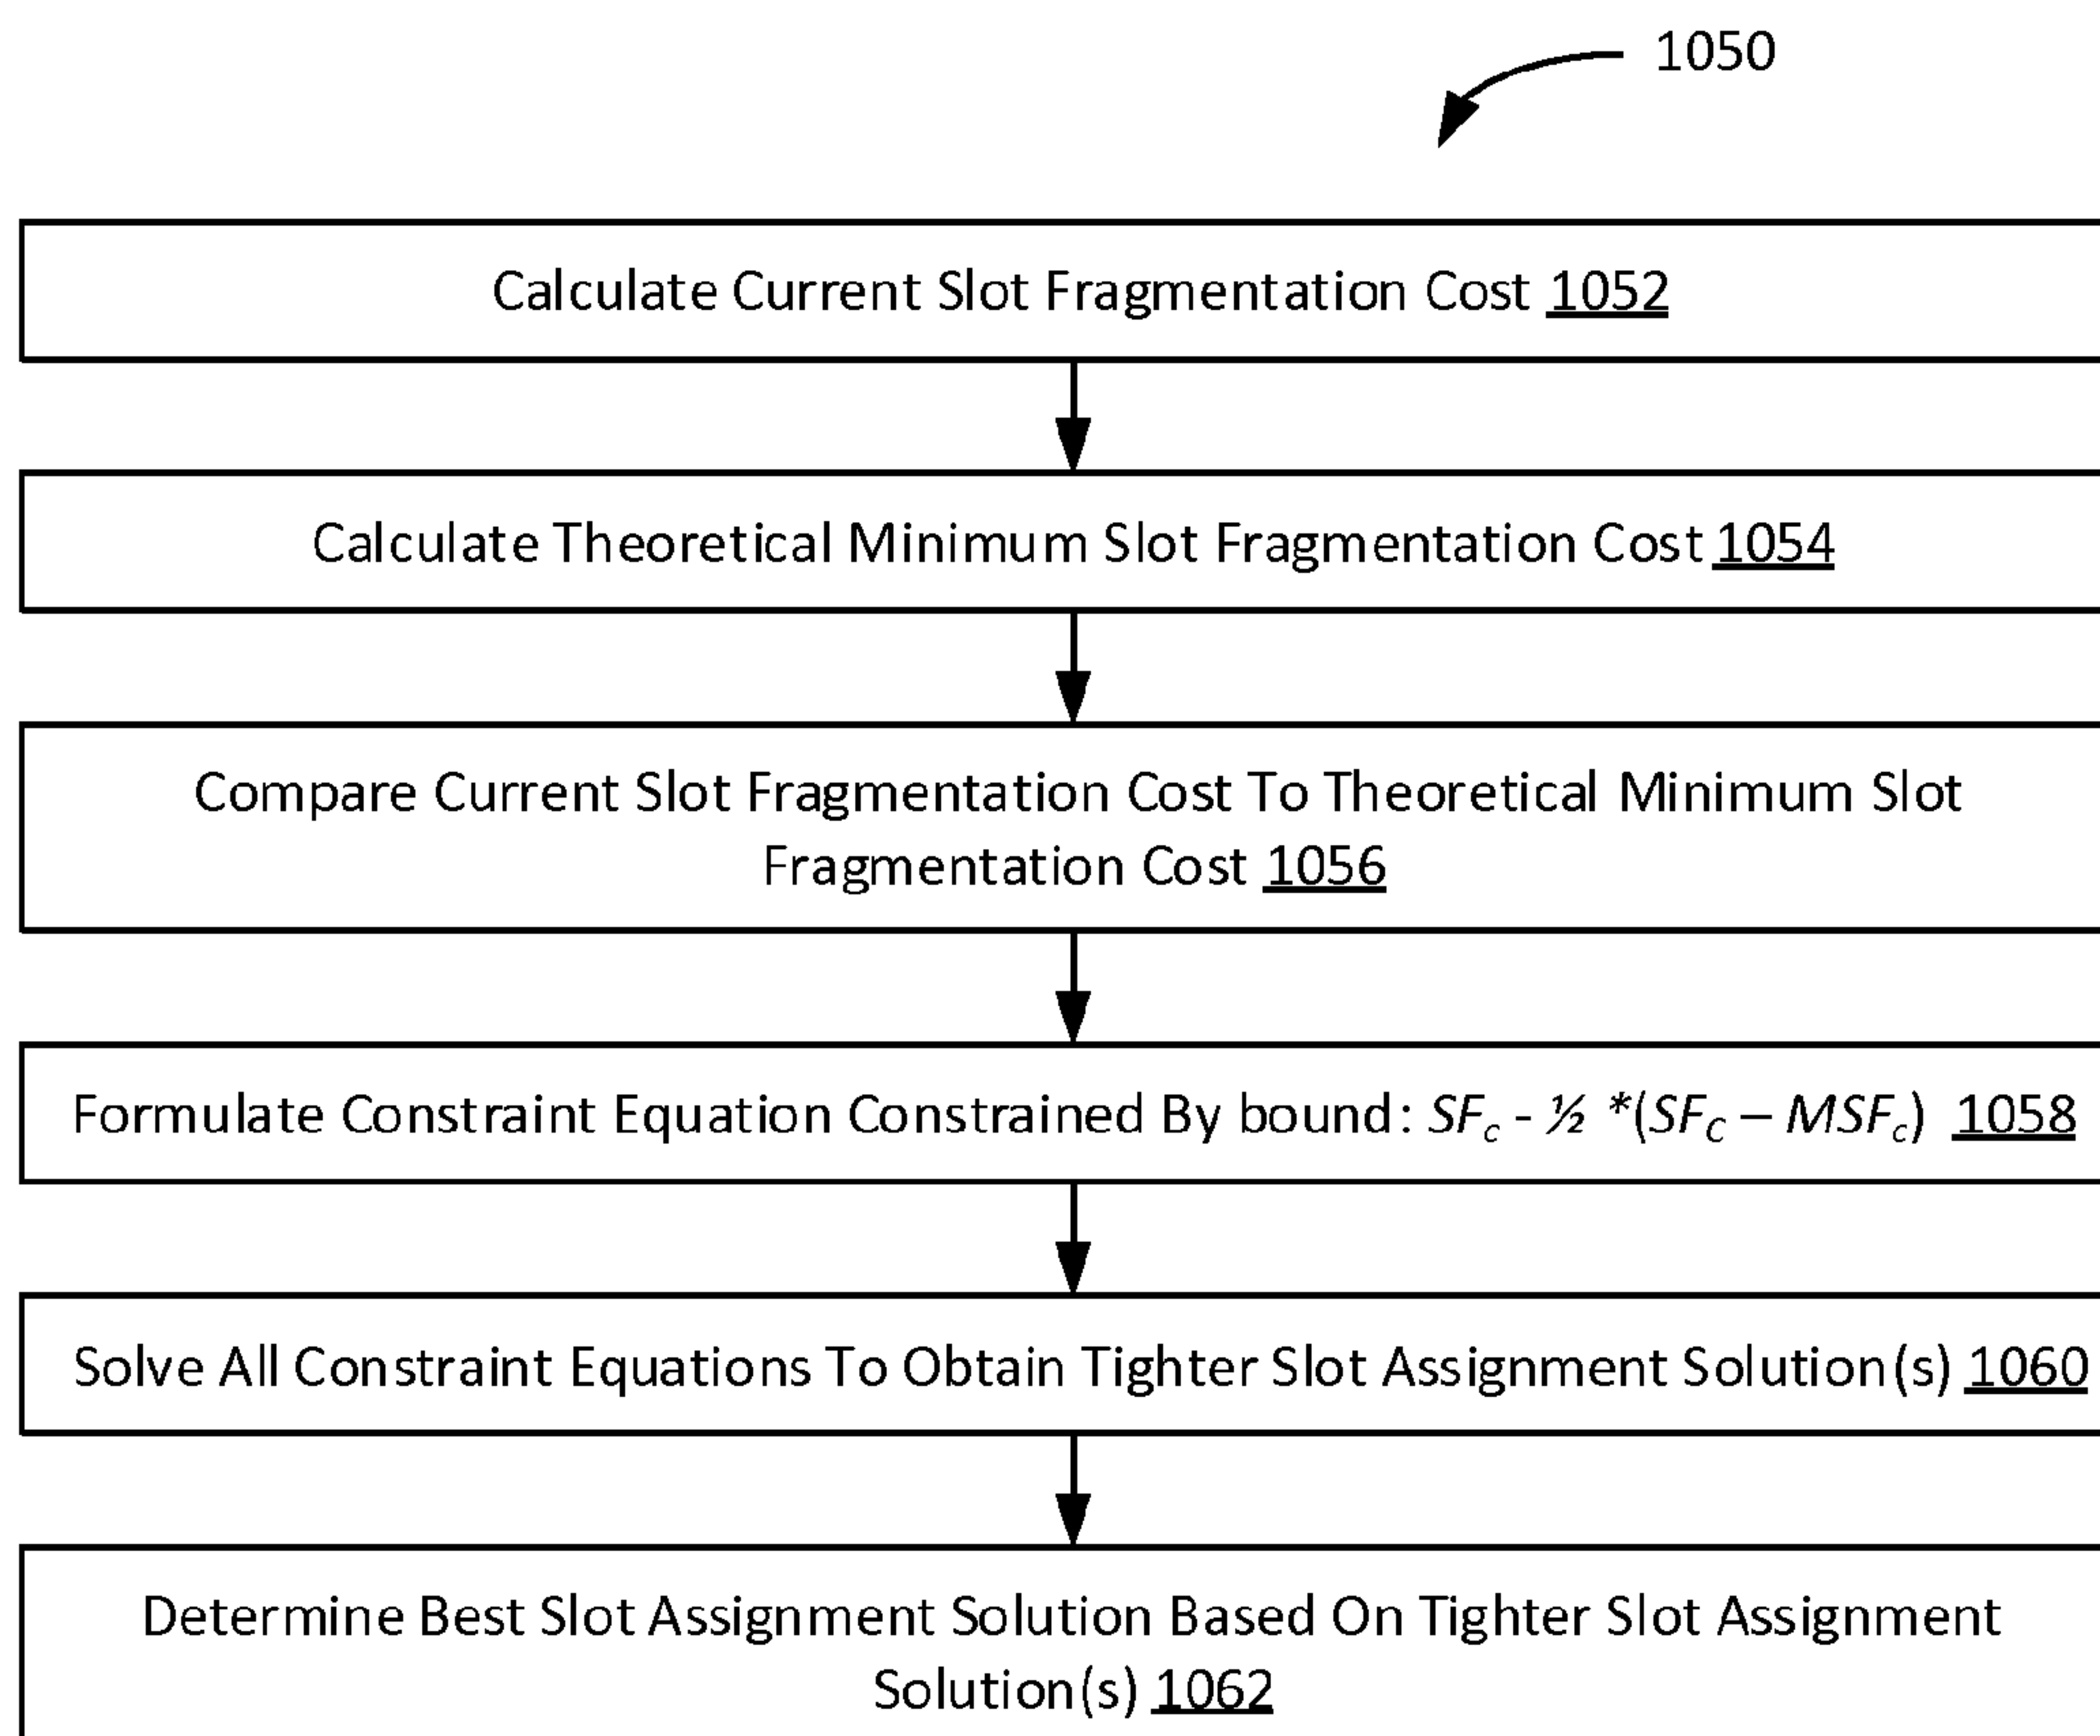 1050
Calculate Current Slot Fragmentation Cost 1052
Calculate Theoretical Minimum Slot Fragmentation Cost 1054
Compare Current Slot Fragmentation Cost To Theoretical Minimum Slot
Fragmentation Cost 1056
Formulate Constraint Equation Constrained By bound: SF_c - ½ *(SF_C – MSF_c) 1058
Solve All Constraint Equations To Obtain Tighter Slot Assignment Solution(s) 1060
Determine Best Slot Assignment Solution Based On Tighter Slot Assignment
Solution(s) 1062